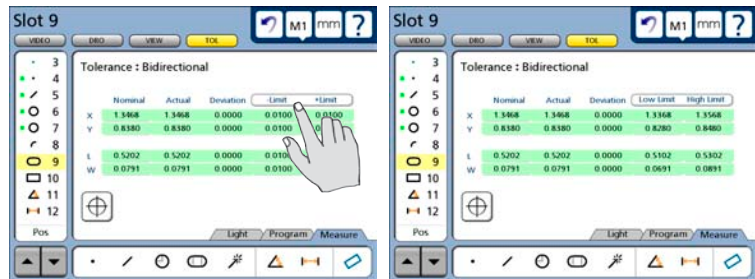 Slot 9
M1 mm ?
VIDEO DRO VIEW TOL
Tolerance : Bidirectional
Nominal Actual Deviation -Limit +Limit
X 1.3468 1.3468 0.0000 0.0100 0.0100
Y 0.8380 0.8380 0.0000 0.0100
L 0.5202 0.5202 0.0000 0.0100
W 0.0791 0.0791 0.0000 0.0100
3
4
5
6
7
8
9
10
11
12
Pos
Light Program Measure
Slot 9
M1 mm ?
VIDEO DRO VIEW TOL
Tolerance : Bidirectional
Nominal Actual Deviation Low Limit High Limit
X 1.3468 1.3468 0.0000 1.3368 1.3568
Y 0.8380 0.8380 0.0000 0.8280 0.8480
L 0.5202 0.5202 0.0000 0.5102 0.5302
W 0.0791 0.0791 0.0000 0.0691 0.0891
3
4
5
6
7
8
9
10
11
12
Pos
Light Program Measure